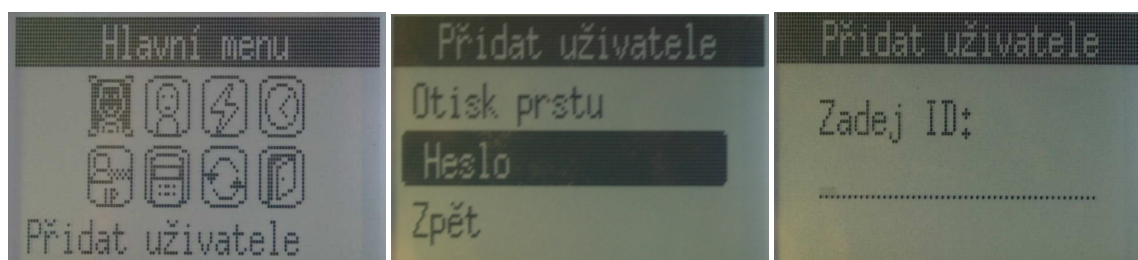 Hlavní menu
Přidat uživatele
Přidat uživatele
Otisk prstu
Heslo
Zpět
Přidat uživatele
Zadej ID: